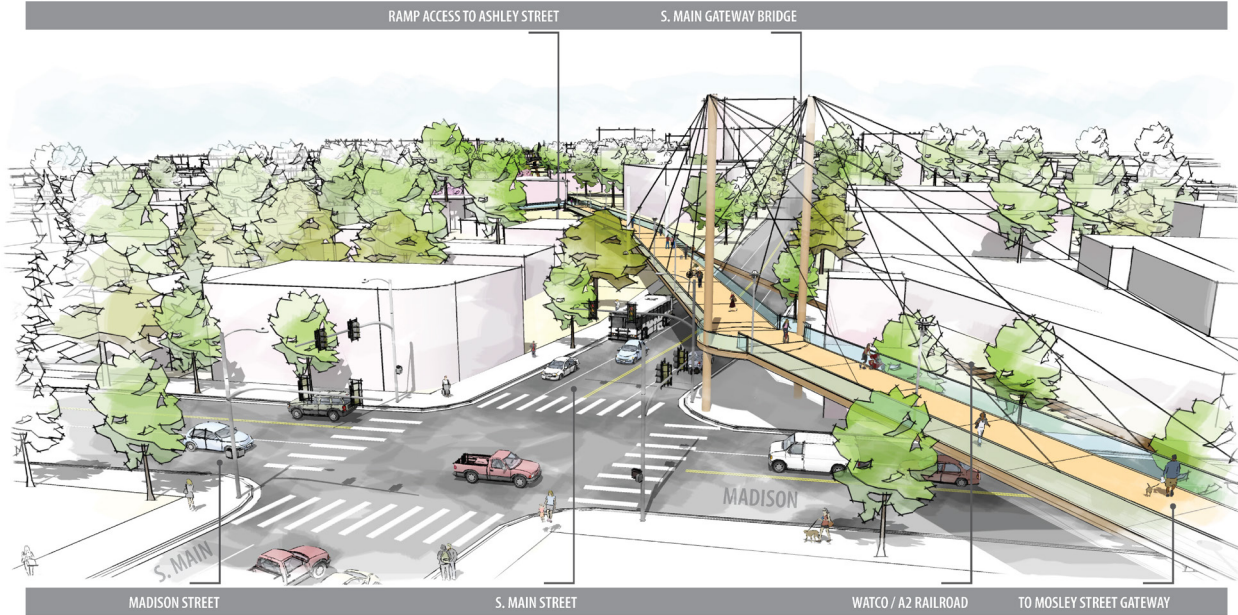 RAMP ACCESS TO ASHLEY STREET
S. MAIN GATEWAY BRIDGE
MADISON
S. MAIN
MADISON STREET
S. MAIN STREET
WATCO / A2 RAILROAD
TO MOSLEY STREET GATEWAY